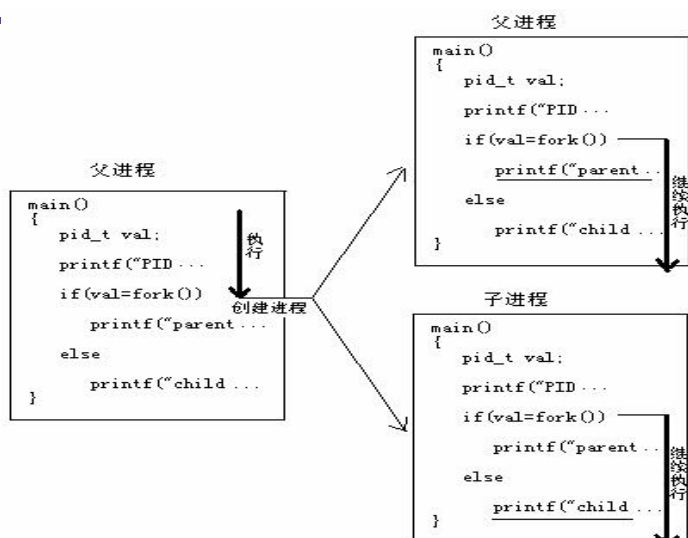 父进程
main()
{
pid_t val;
printf("PID ...
if(val=fork())
printf("parent ...
else
printf("child ...
}
执行
创建进程
父进程
main()
{
pid_t val;
printf("PID ...
if(val=fork())
printf("parent ...
else
printf("child ...
}
继续执行
子进程
main()
{
pid_t val;
printf("PID ...
if(val=fork())
printf("parent ...
else
printf("child ...
}
继续执行